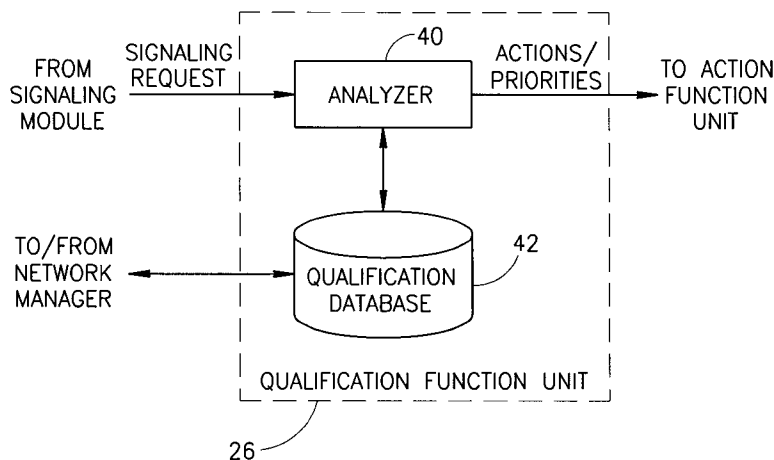 40
SIGNALING
REQUEST
ACTIONS/
PRIORITIES
FROM
SIGNALING
MODULE
ANALYZER
TO ACTION
FUNCTION
UNIT
42
TO/FROM
NETWORK
MANAGER
QUALIFICATION
DATABASE
QUALIFICATION FUNCTION UNIT
26